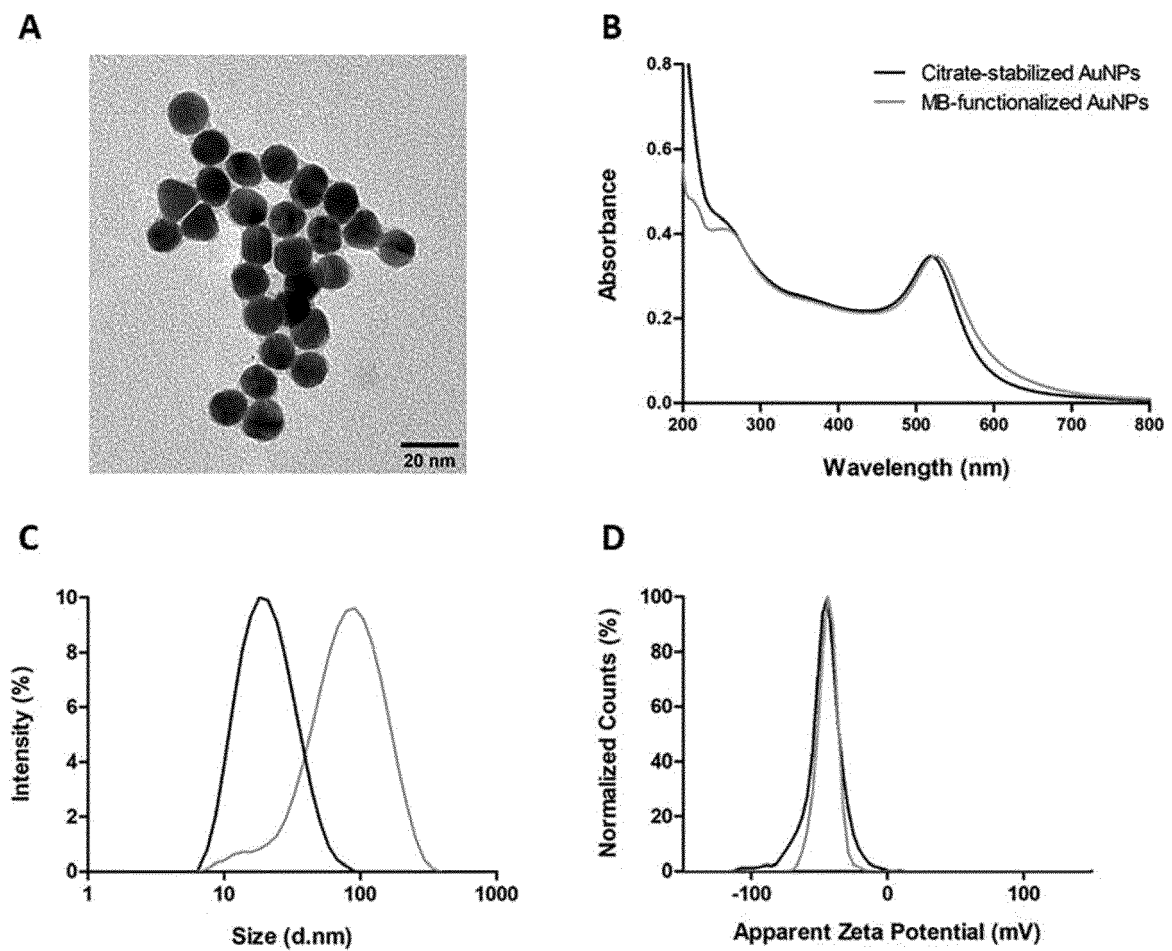 A
20 nm
B
Citrate-stabilized AuNPs
MB-functionalized AuNPs
0.8
0.6
0.4
0.2
0.0
Absorbance
200 300 400 500 600 700 800
Wavelength (nm)
C
10
8
6
4
2
0
Intensity (%)
1 10 100 1000
Size (d.nm)
D
100
80
60
40
20
0
Normalized Counts (%)
-100 0 100
Apparent Zeta Potential (mV)